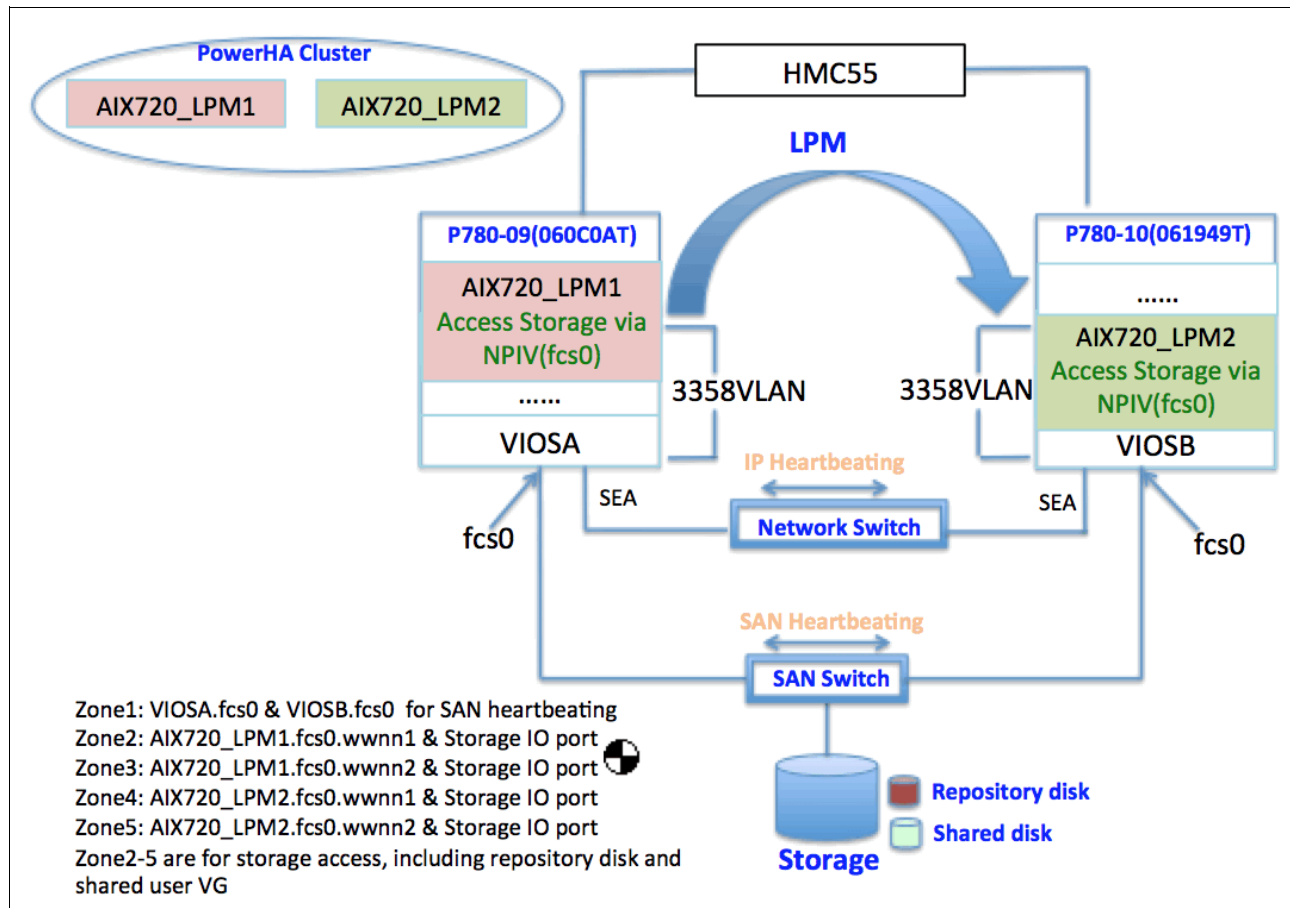 PowerHA Cluster
AIX720_LPM1
AIX720_LPM2
HMC55
LPM
P780-09(060C0AT)
AIX720_LPM1
Access Storage via
NPIV(fcs0)
......
VIOSA
3358VLAN
P780-10(061949T)
......
AIX720_LPM2
Access Storage via
NPIV(fcs0)
VIOSB
3358VLAN
IP Heartbeating
SEA
SEA
Network Switch
fcs0
fcs0
SAN Heartbeating
SAN Switch
Zone1: VIOSA.fcs0 & VIOSB.fcs0 for SAN heartbeating
Zone2: AIX720_LPM1.fcs0.wwnn1 & Storage IO port
Zone3: AIX720_LPM1.fcs0.wwnn2 & Storage IO port
Zone4: AIX720_LPM2.fcs0.wwnn1 & Storage IO port
Zone5: AIX720_LPM2.fcs0.wwnn2 & Storage IO port
Zone2-5 are for storage access, including repository disk and
shared user VG
Storage
Repository disk
Shared disk